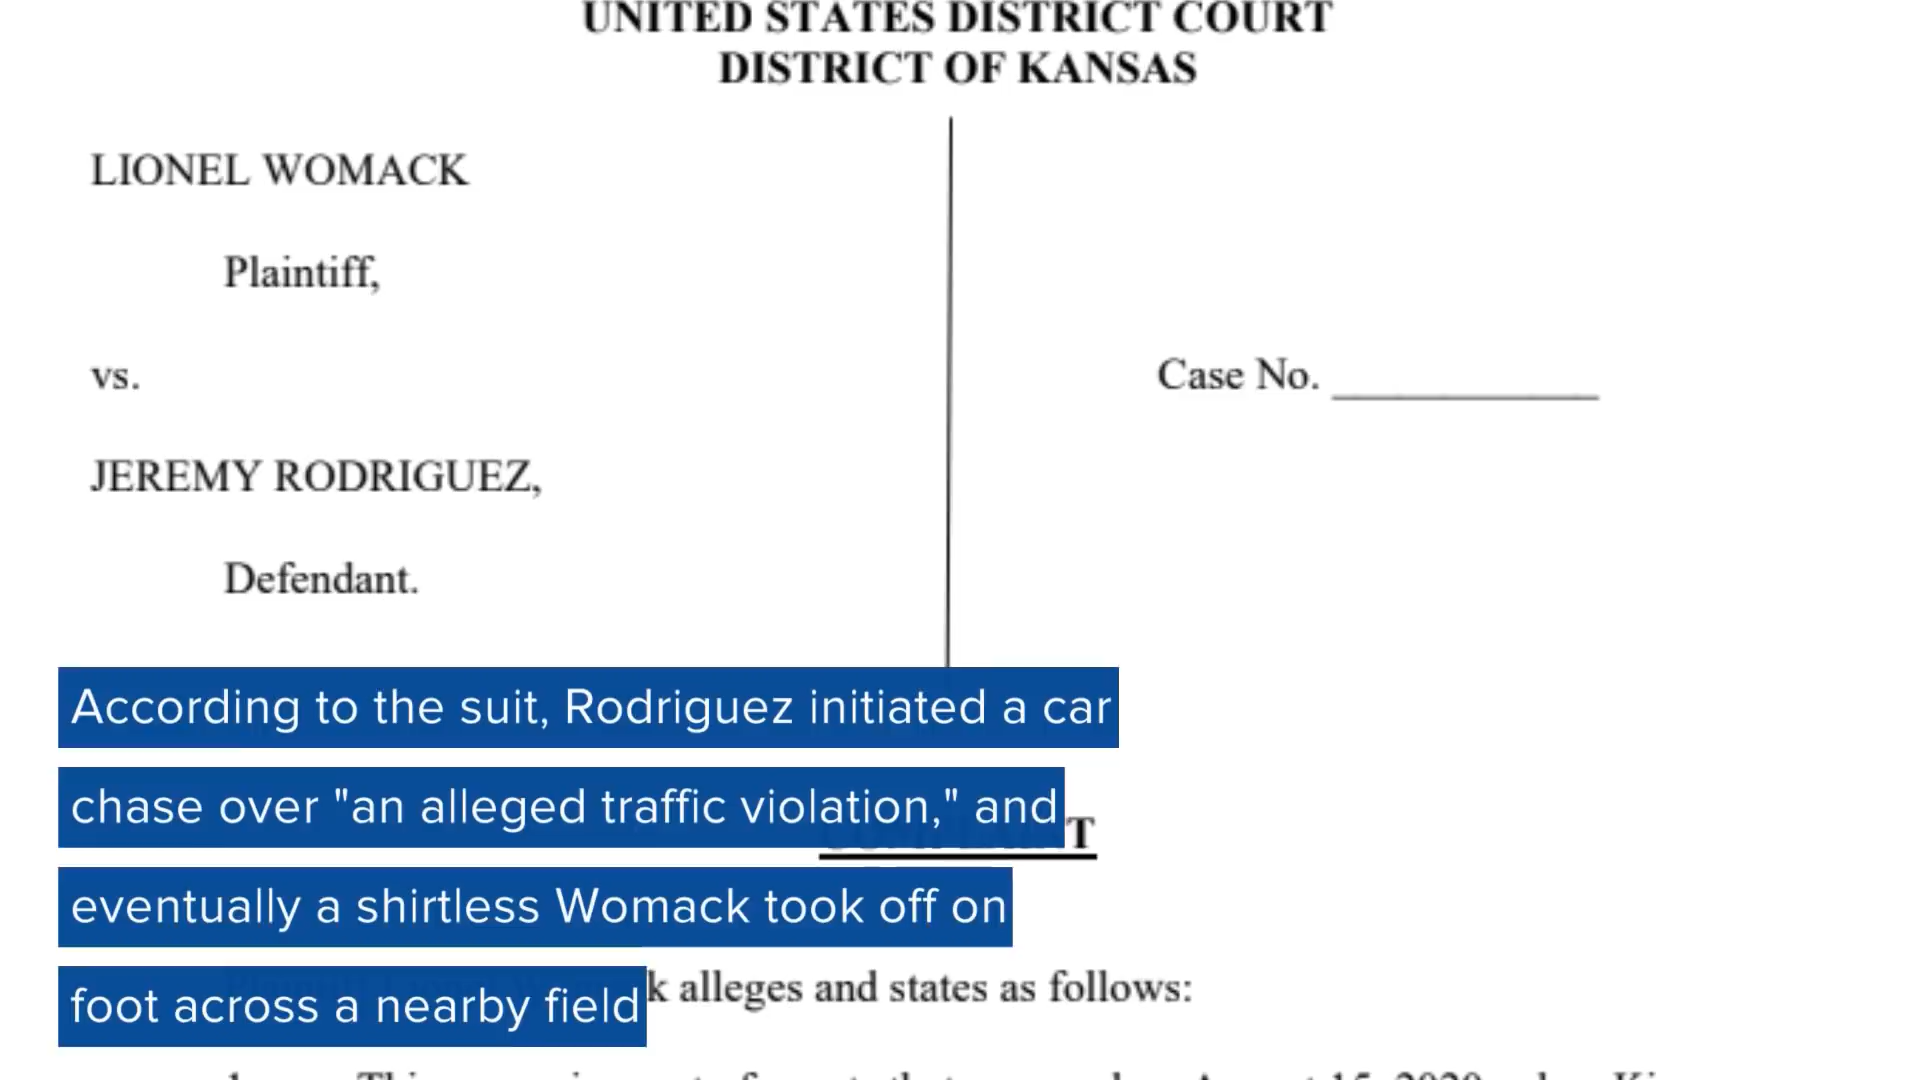 UNITED STATES DISTRICT COURT
DISTRICT OF KANSAS
LIONEL WOMACK
Plaintiff,
vs.
Case No. ____________
JEREMY RODRIGUEZ,
Defendant.
According to the suit, Rodriguez initiated a car
chase over "an alleged traffic violation," and
eventually a shirtless Womack took off on
foot across a nearby field
alleges and states as follows: